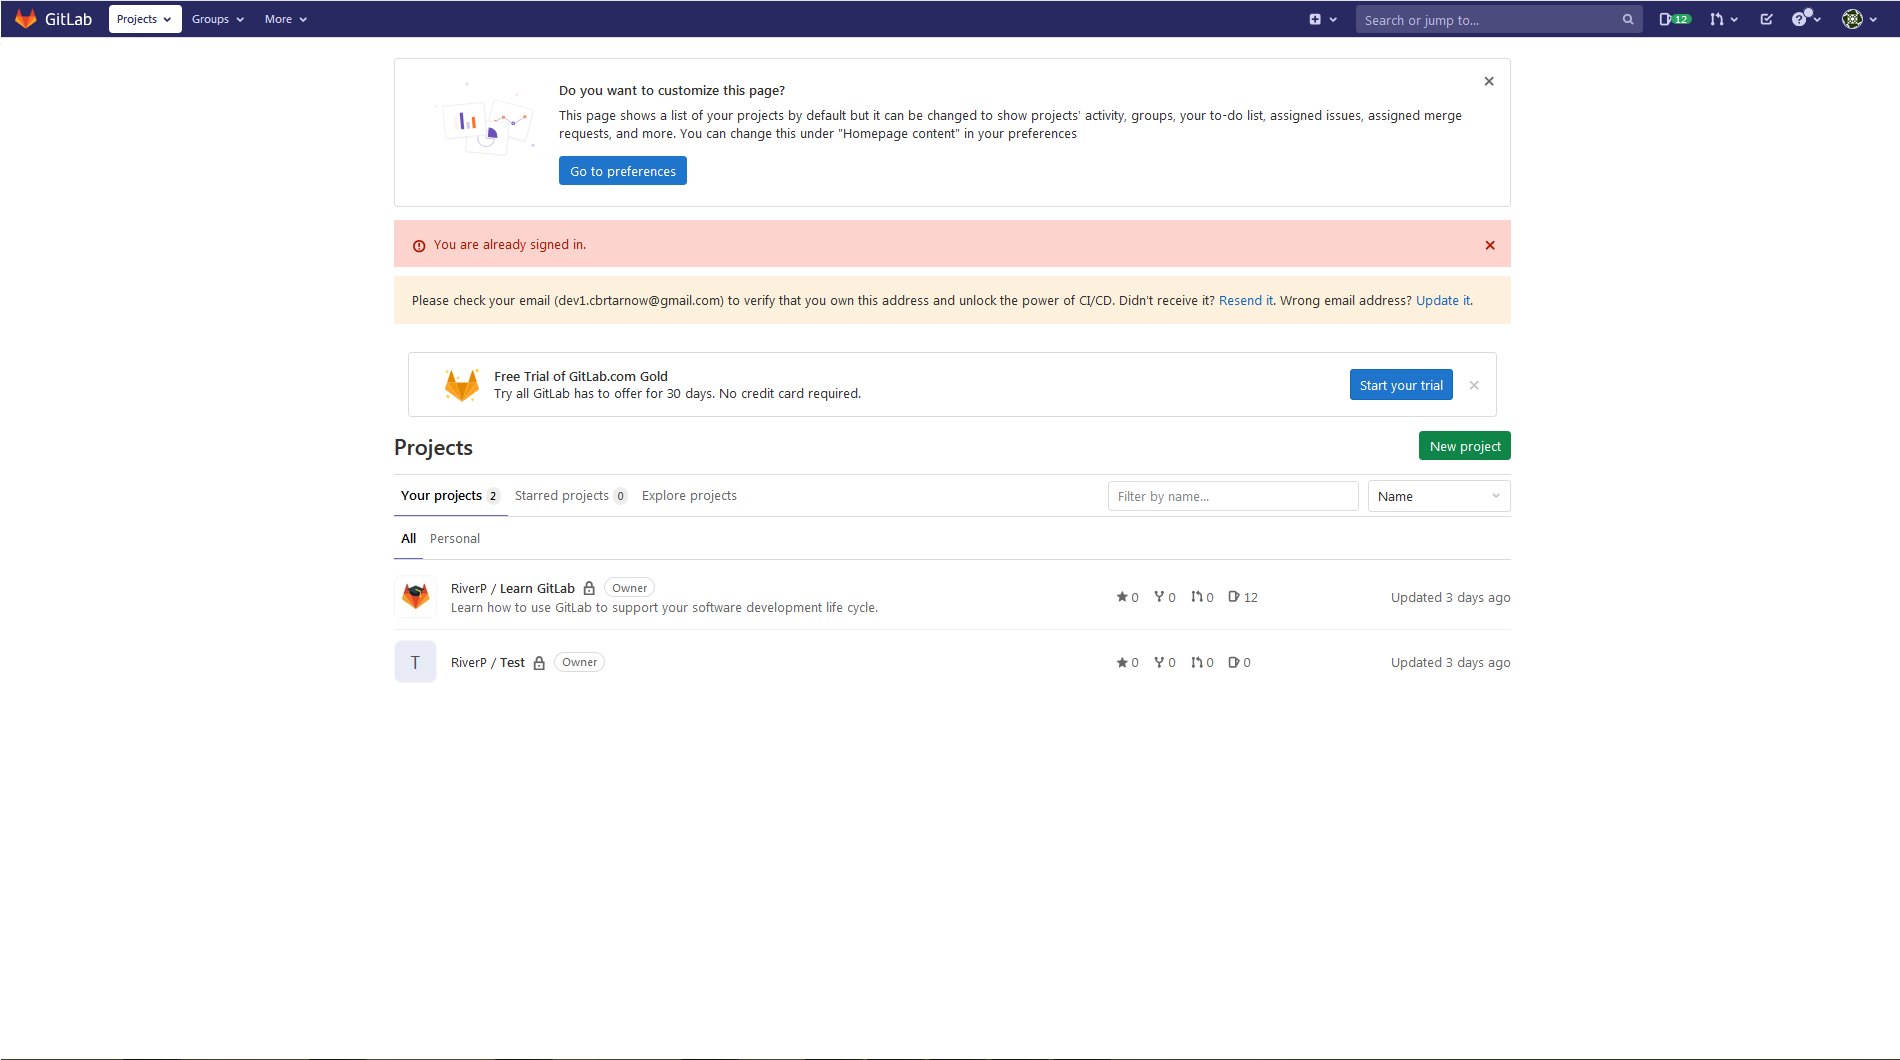 GitLab Projects Groups More Search or jump to... 12
Do you want to customize this page?
This page shows a list of your projects by default but it can be changed to show projects' activity, groups, your to-do list, assigned issues, assigned merge
requests, and more. You can change this under "Homepage content" in your preferences
Go to preferences
You are already signed in.
Please check your email (dev1.cbrtarnow@gmail.com) to verify that you own this address and unlock the power of CI/CD. Didn't receive it? Resend it. Wrong email address? Update it.
Free Trial of GitLab.com Gold
Try all GitLab has to offer for 30 days. No credit card required.
Start your trial
Projects
New project
Your projects 2 Starred projects 0 Explore projects Filter by name... Name
All Personal
RiverP / Learn GitLab Owner
Learn how to use GitLab to support your software development life cycle.
0 0 0 12 Updated 3 days ago
T RiverP / Test Owner 0 0 0 0 Updated 3 days ago